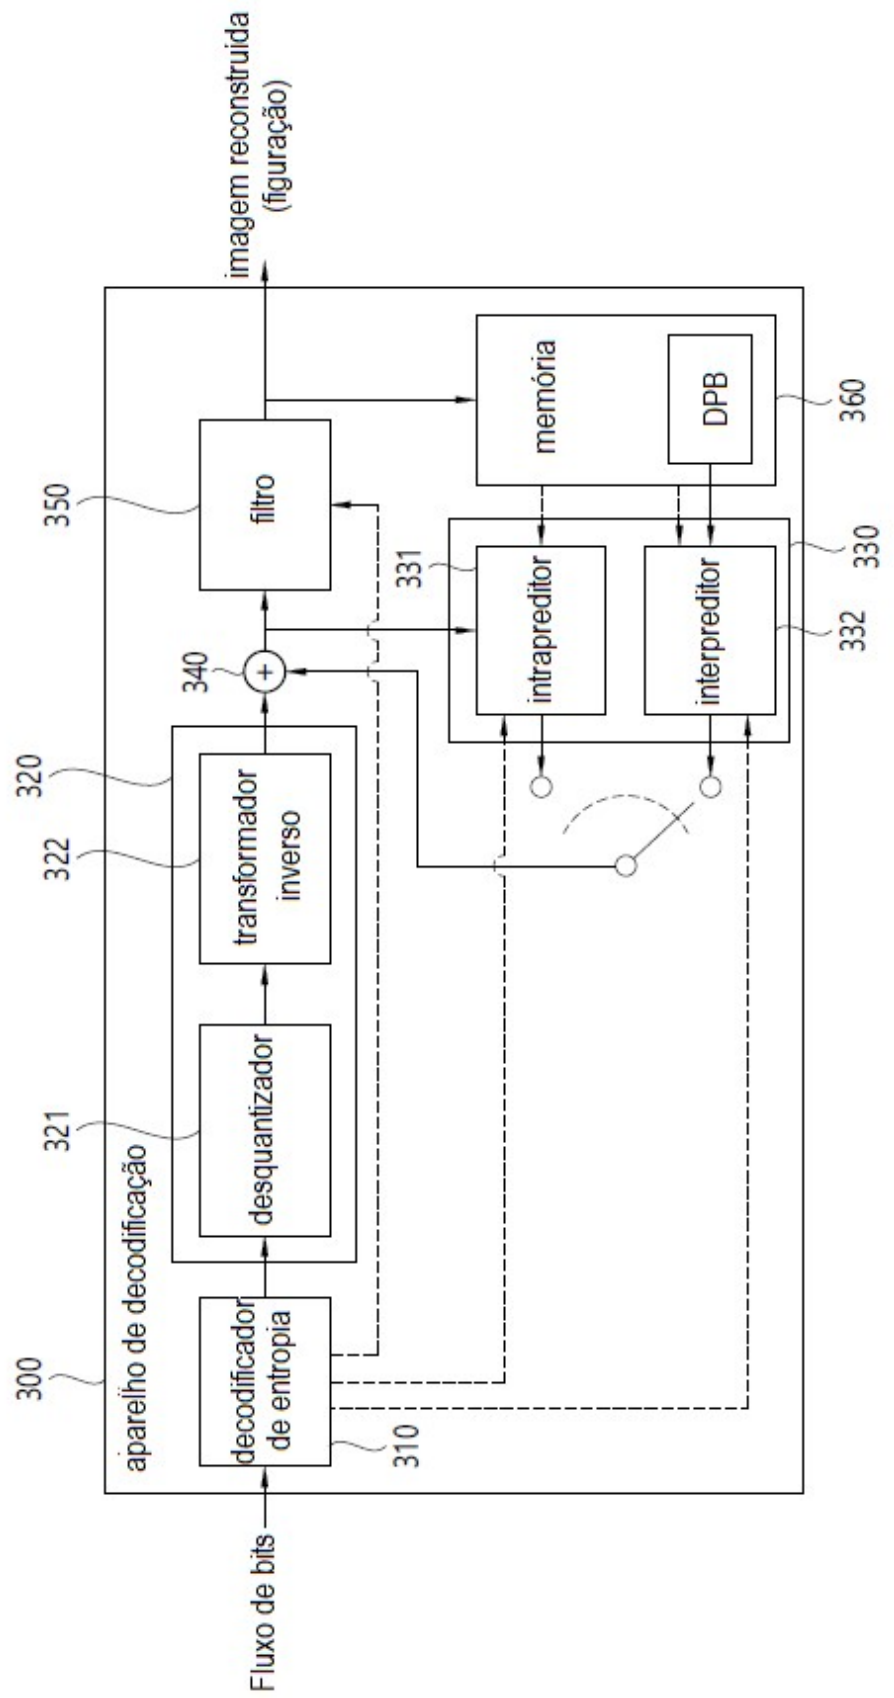 300
aparelho de decodificação
Fluxo de bits
decodificador
de entropia
310
320
321
desquantizador
322
transformador
inverso
340
+
350
filtro
imagem reconstruida
(figuração)
331
intrapreditor
interpreditor
332
330
memória
DPB
360